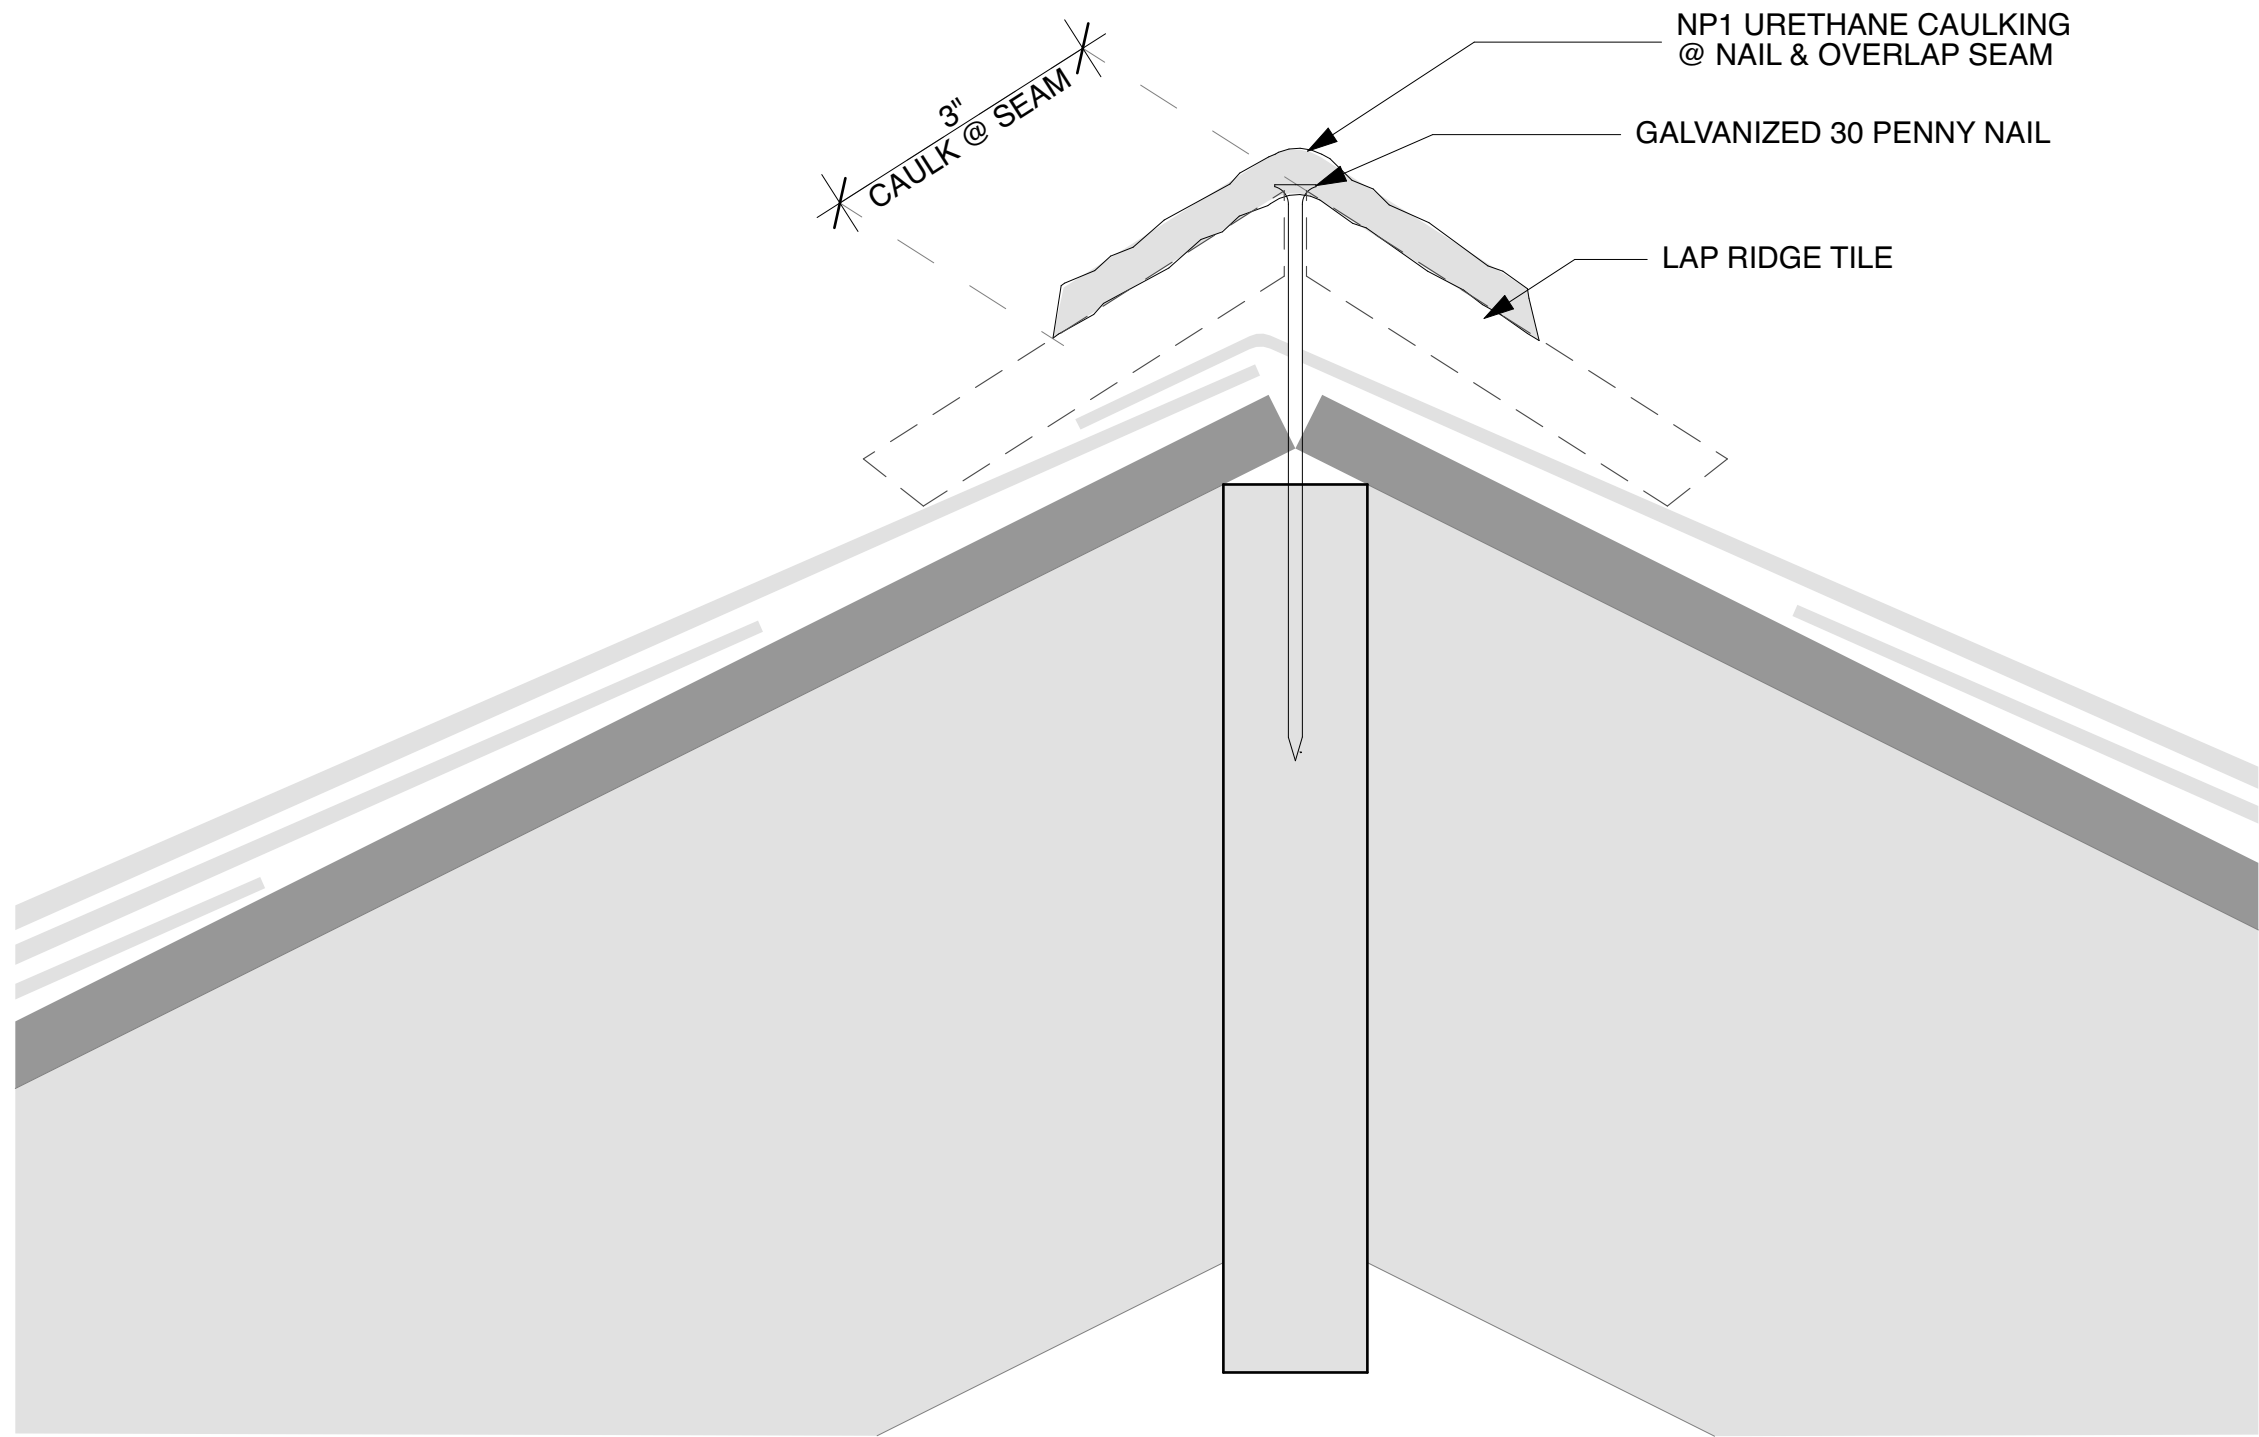 NP1 URETHANE CAULKING
@ NAIL & OVERLAP SEAM
3"
CAULK @ SEAM
GALVANIZED 30 PENNY NAIL
LAP RIDGE TILE